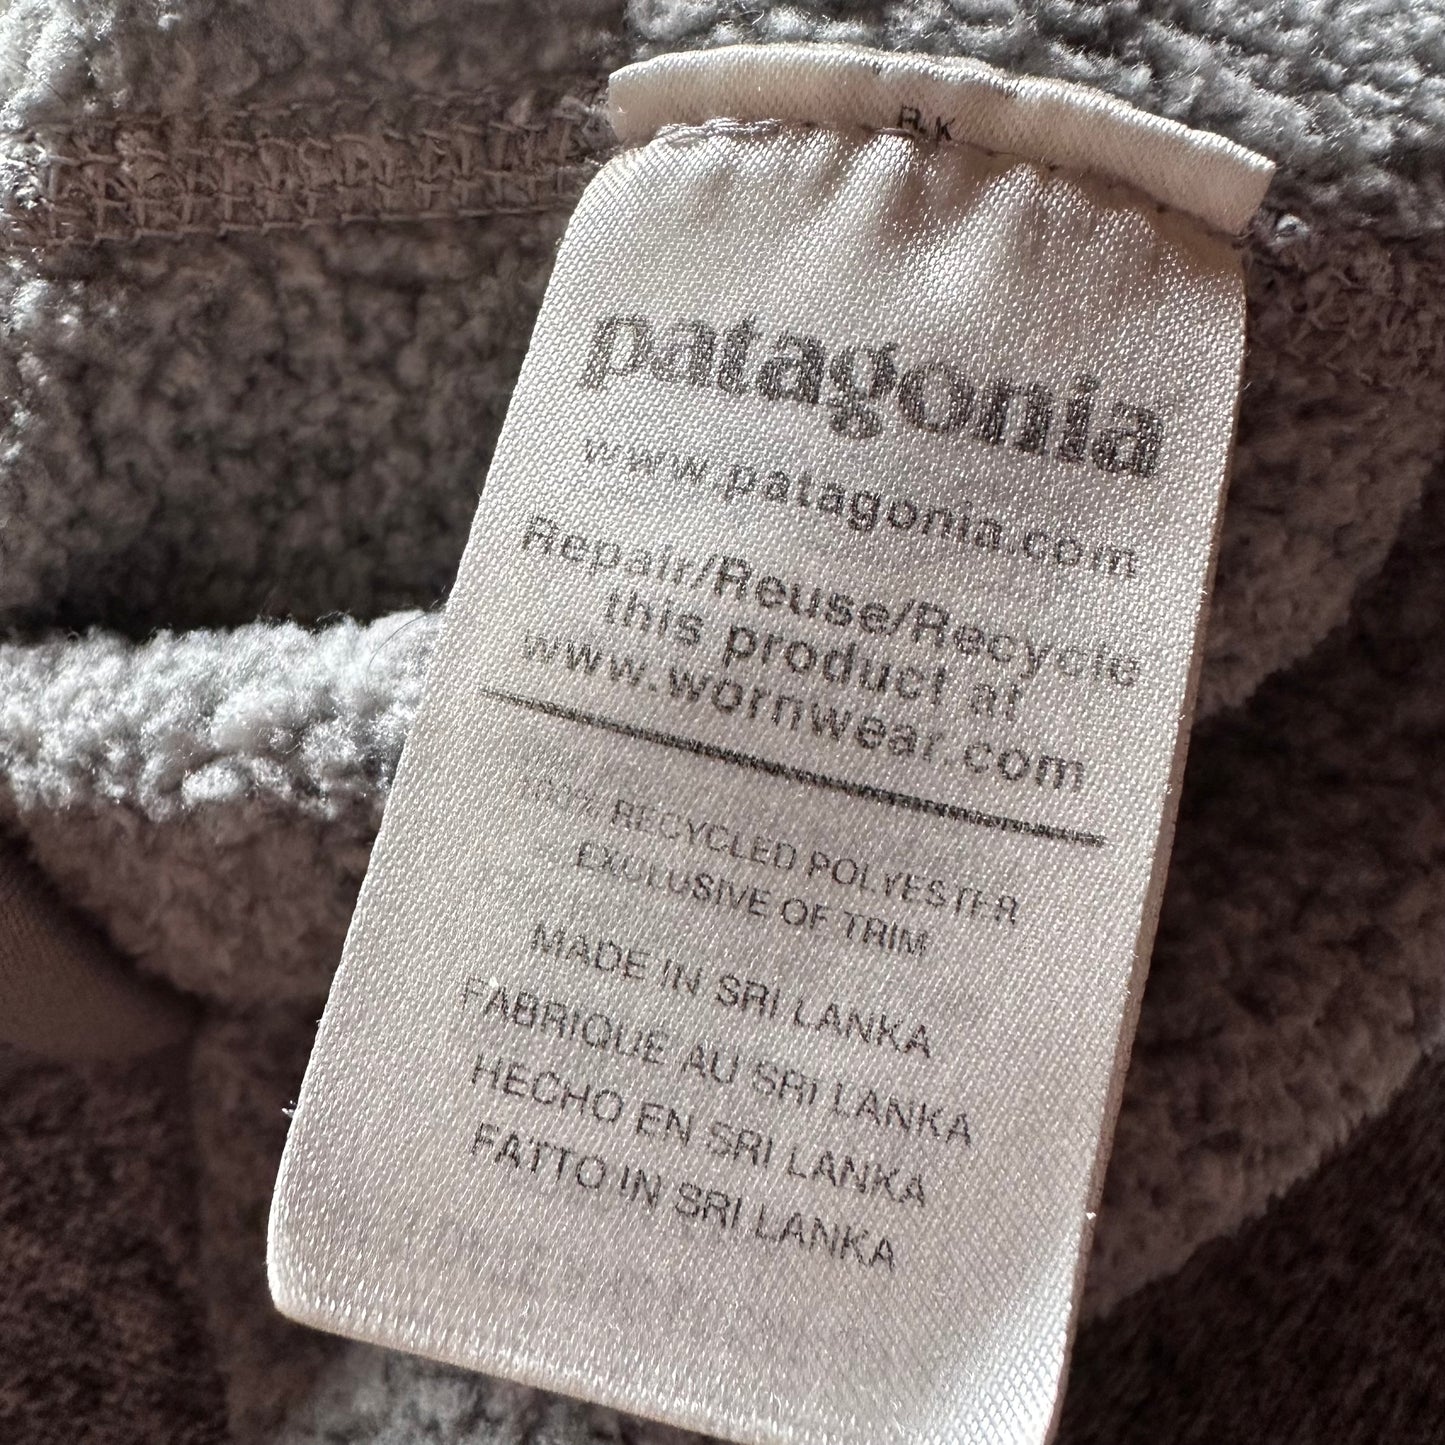 R.K
patagonia
www.patagonia.com
Repair/Reuse/Recycle
this product at
www.wornwear.com
100% RECYCLED POLYESTER
EXCLUSIVE OF TRIM
MADE IN SRI LANKA
FABRIQUE AU SRI LANKA
HECHO EN SRI LANKA
FATTO IN SRI LANKA